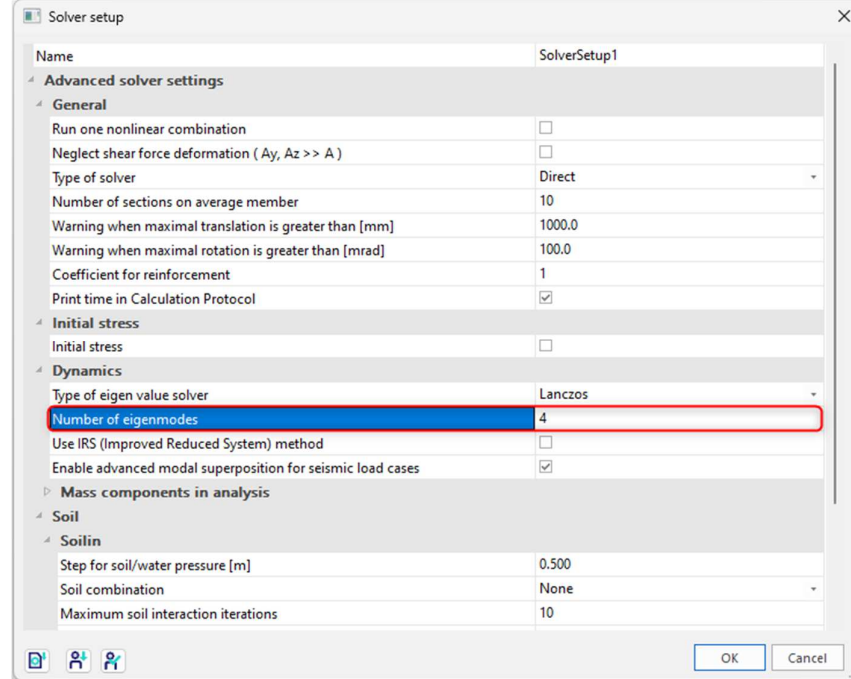 Solver setup
Name SolverSetup1
Advanced solver settings
General
Run one nonlinear combination
Neglect shear force deformation ( Ay, Az >> A )
Type of solver Direct
Number of sections on average member 10
Warning when maximal translation is greater than [mm] 1000.0
Warning when maximal rotation is greater than [mrad] 100.0
Coefficient for reinforcement 1
Print time in Calculation Protocol
Initial stress
Initial stress
Dynamics
Type of eigen value solver Lanczos
Number of eigenmodes 4
Use IRS (Improved Reduced System) method
Enable advanced modal superposition for seismic load cases
Mass components in analysis
Soil
Soilin
Step for soil/water pressure [m] 0.500
Soil combination None
Maximum soil interaction iterations 10
OK Cancel